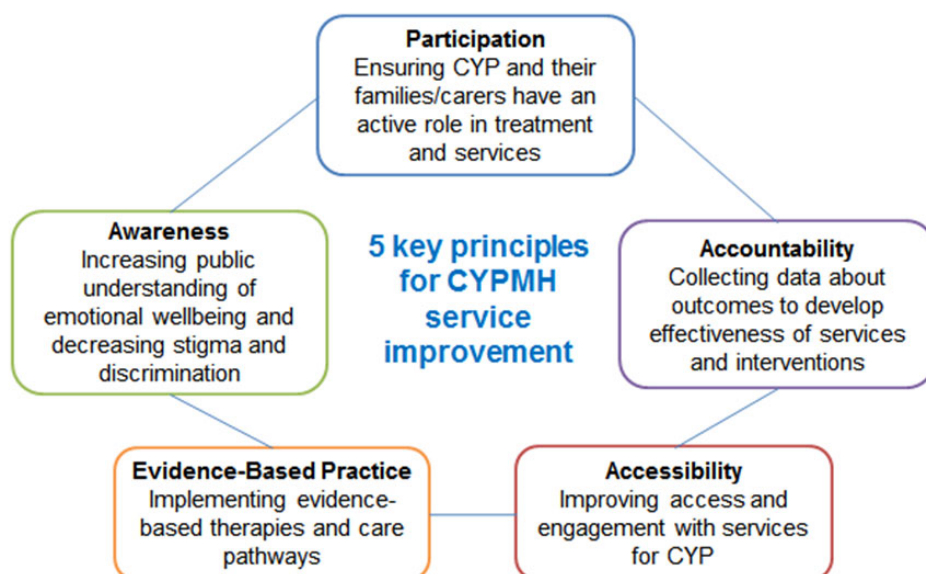 Participation
Ensuring CYP and their
families/carers have an
active role in treatment
and services
Awareness
Increasing public
understanding of
emotional wellbeing and
decreasing stigma and
discrimination
5 key principles
for CYPMH
service
improvement
Accountability
Collecting data about
outcomes to develop
effectiveness of services
and interventions
Evidence-Based Practice
Implementing evidence-
based therapies and care
pathways
Accessibility
Improving access and
engagement with services
for CYP